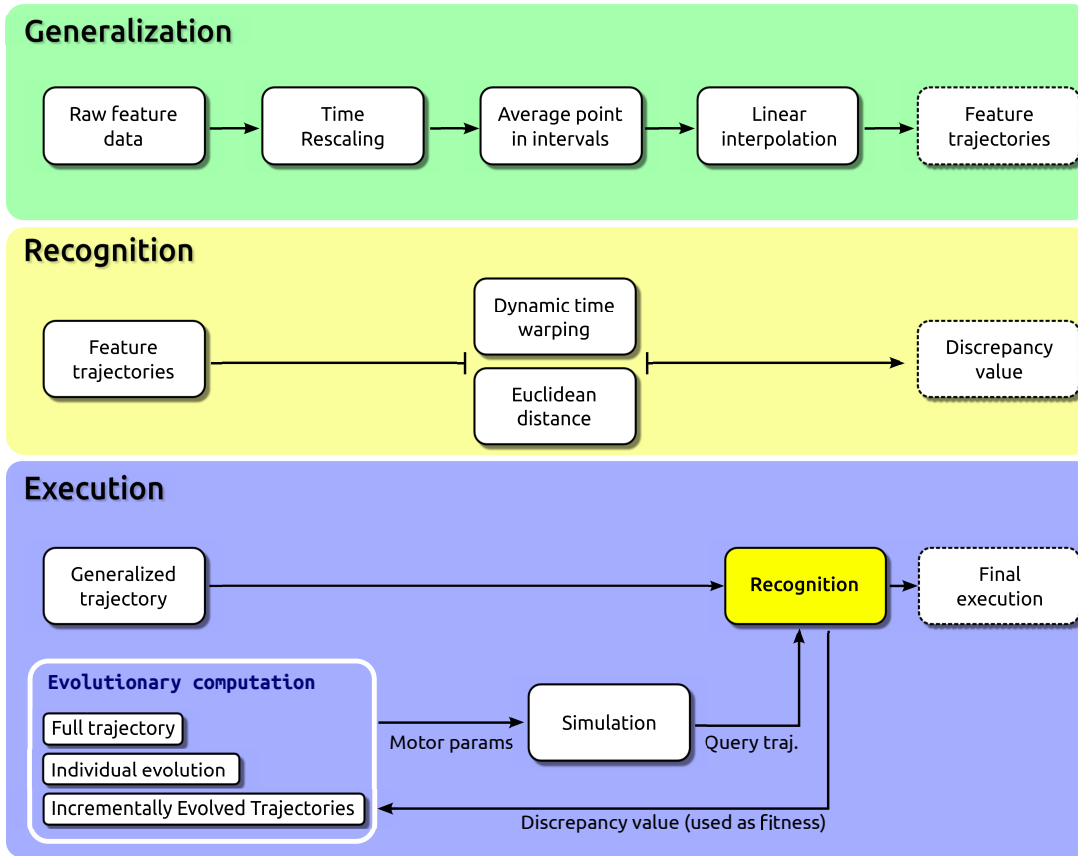 Generalization
Raw feature
data
Time
Rescaling
Average point
in intervals
Linear
interpolation
Feature
trajectories
Recognition
Feature
trajectories
Dynamic time
warping
Euclidean
distance
Discrepancy
value
Execution
Generalized
trajectory
Recognition
Final
execution
Evolutionary computation
Full trajectory
Individual evolution
Incrementally Evolved Trajectories
Motor params
Simulation
Query traj.
Discrepancy value (used as fitness)